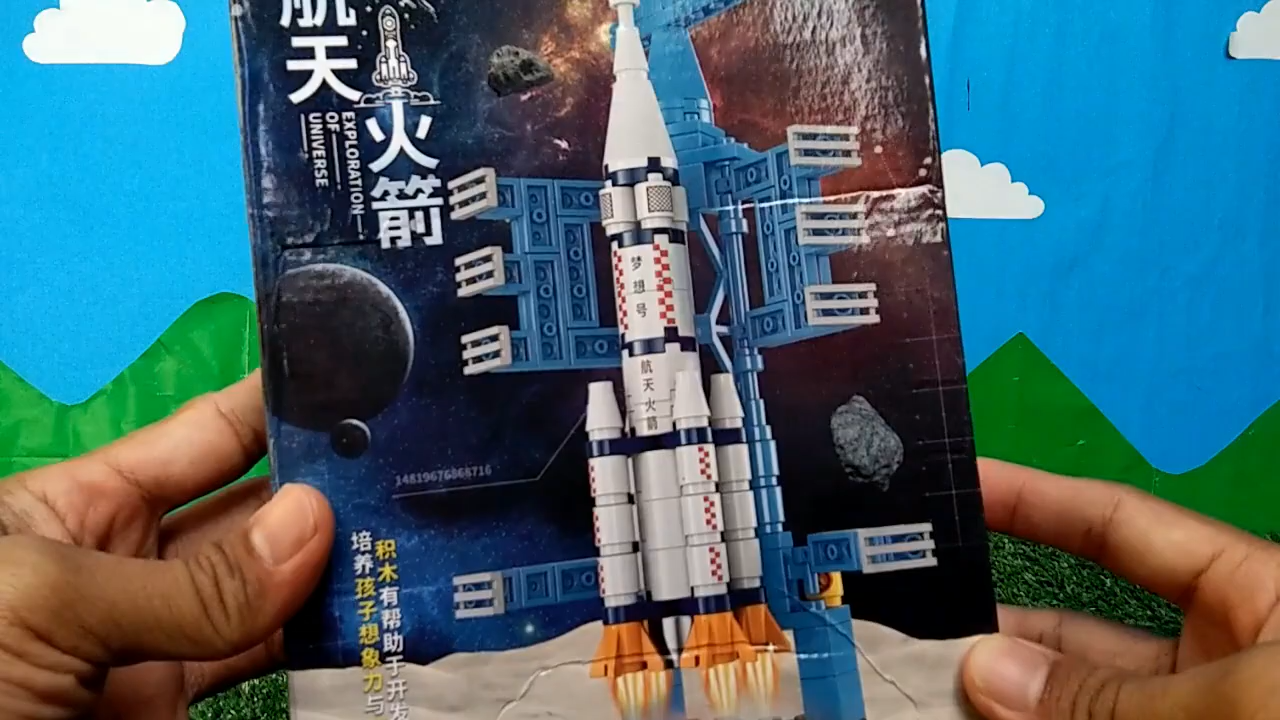 航天
火箭
EXPLORATION
OF
UNIVERSE
梦想号
航天火箭
14819676868716
积木有帮助于开发
培养孩子想象力与